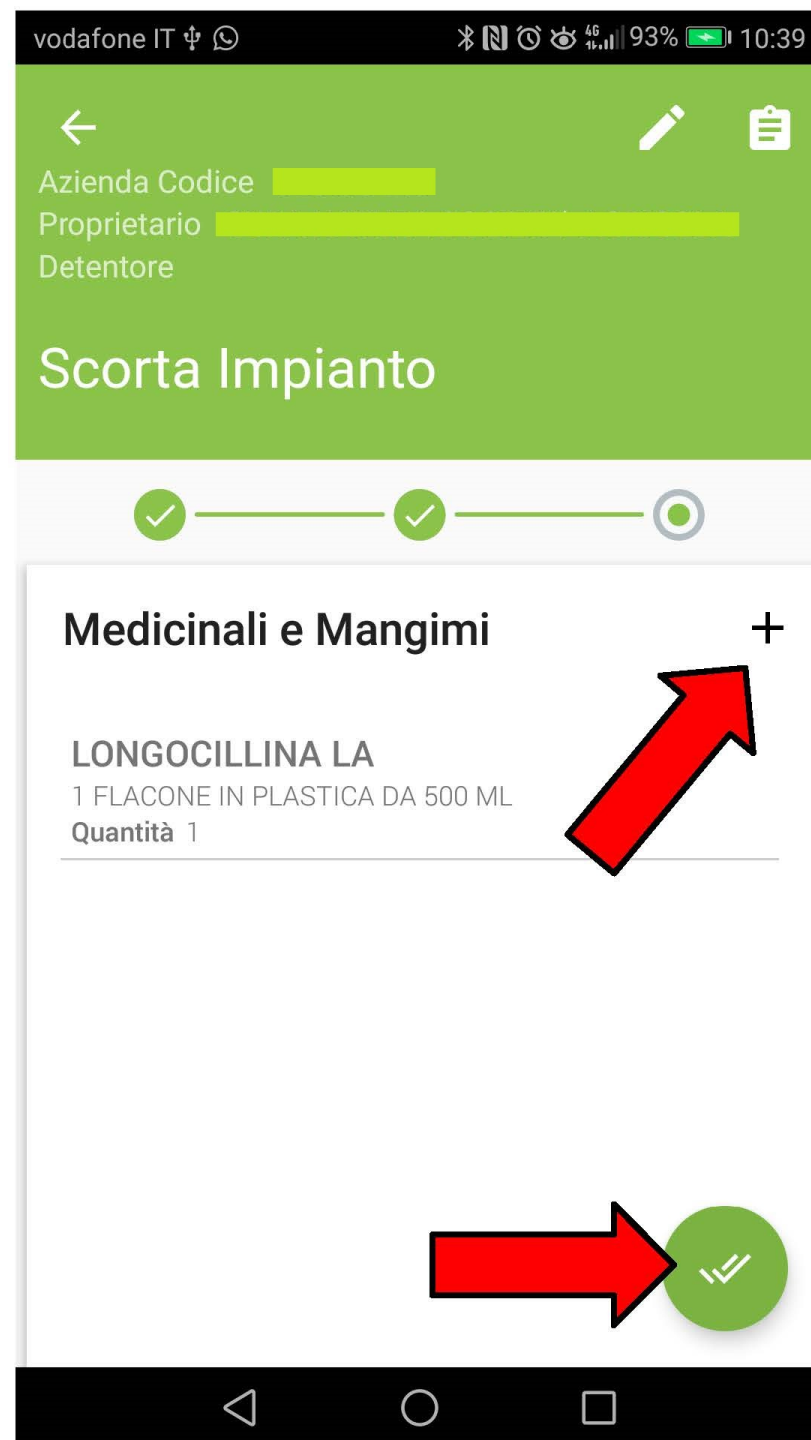 vodafone IT 4G 93% 10:39
Azienda Codice
Proprietario
Detentore
Scorta Impianto
Medicinali e Mangimi +
LONGOCILLINA LA
1 FLACONE IN PLASTICA DA 500 ML
Quantità 1